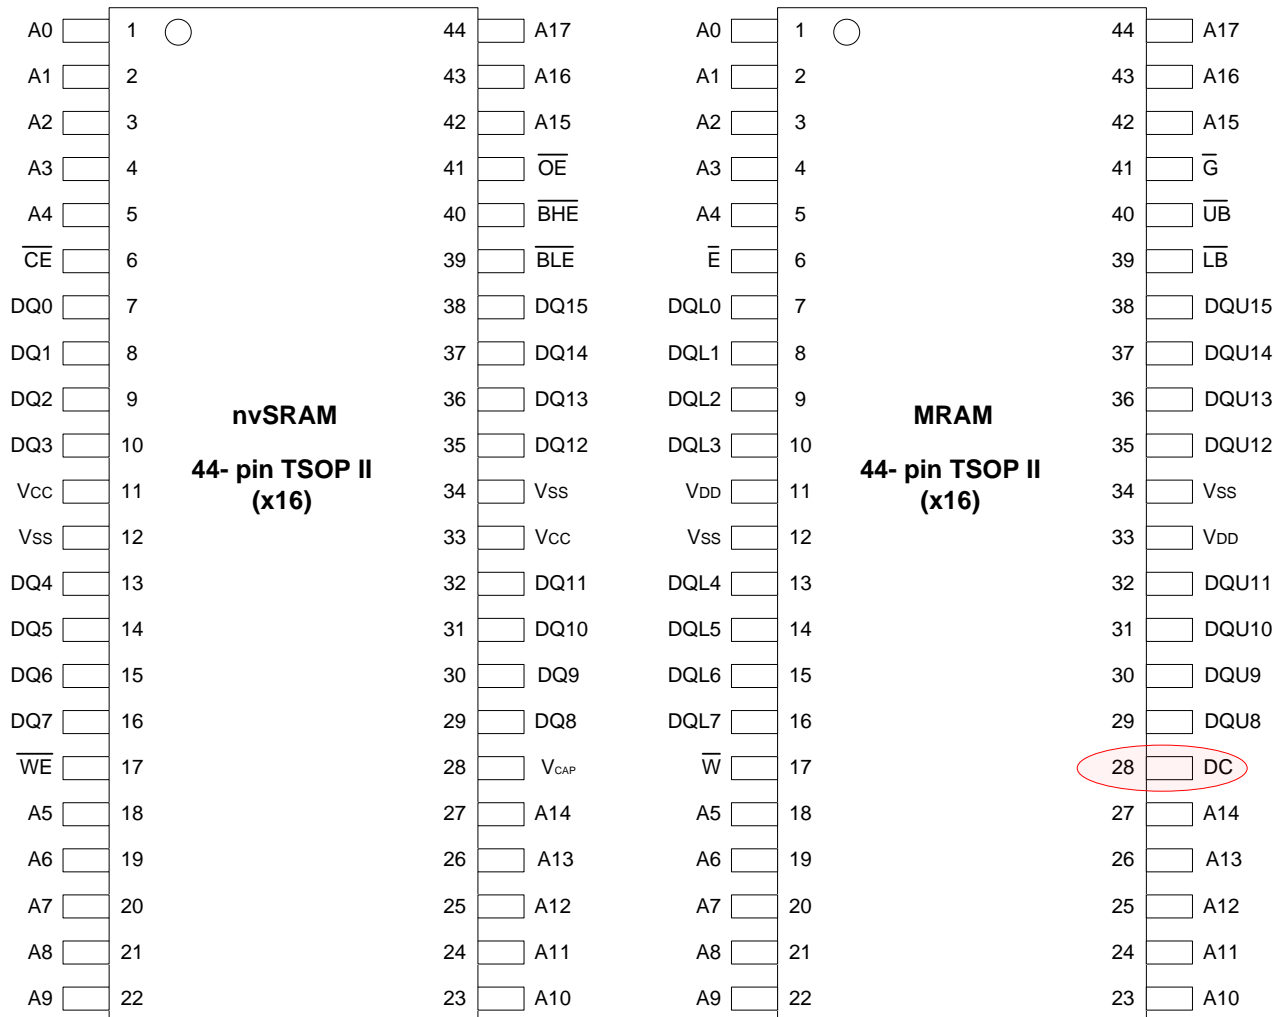 A0 1 44 A17 A0 1 44 A17
A1 2 43 A16 A1 2 43 A16
A2 3 42 A15 A2 3 42 A15
A3 4 41 OE A3 4 41 G
A4 5 40 BHE A4 5 40 UB
CE 6 39 BLE E 6 39 LB
DQ0 7 38 DQ15 DQL0 7 38 DQU15
DQ1 8 37 DQ14 DQL1 8 37 DQU14
DQ2 9 36 DQ13 DQL2 9 36 DQU13
nvSRAM MRAM
DQ3 10 35 DQ12 DQL3 10 35 DQU12
44- pin TSOP II 44- pin TSOP II
VCC 11 34 VSS VDD 11 34 VSS
(x16) (x16)
VSS 12 33 VCC VSS 12 33 VDD
DQ4 13 32 DQ11 DQL4 13 32 DQU11
DQ5 14 31 DQ10 DQL5 14 31 DQU10
DQ6 15 30 DQ9 DQL6 15 30 DQU9
DQ7 16 29 DQ8 DQL7 16 29 DQU8
WE 17 28 VCAP W 17 28 DC
A5 18 27 A14 A5 18 27 A14
A6 19 26 A13 A6 19 26 A13
A7 20 25 A12 A7 20 25 A12
A8 21 24 A11 A8 21 24 A11
A9 22 23 A10 A9 22 23 A10